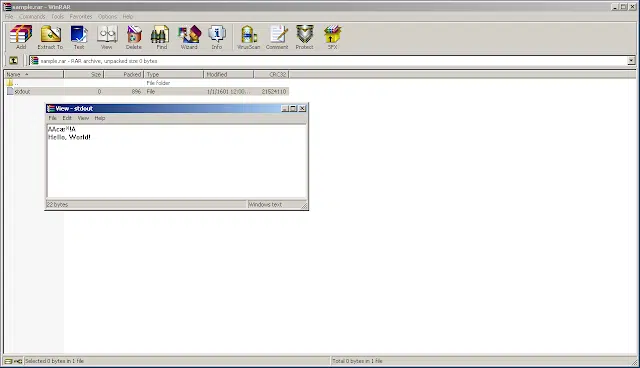 sample.rar - WinRAR
File Commands Tools Favorites Options Help
Add Extract To Test View Delete Find Wizard Info VirusScan Comment Protect SFX
sample.rar - RAR archive, unpacked size 0 bytes
Name Size Packed Type Modified CRC32
.. File folder
stdout 0 896 File 1/1/1601 12:00... 21524110
View - stdout
File Edit View Help
Hello, World!
22 bytes Windows text
Selected 0 bytes in 1 file Total 0 bytes in 1 file